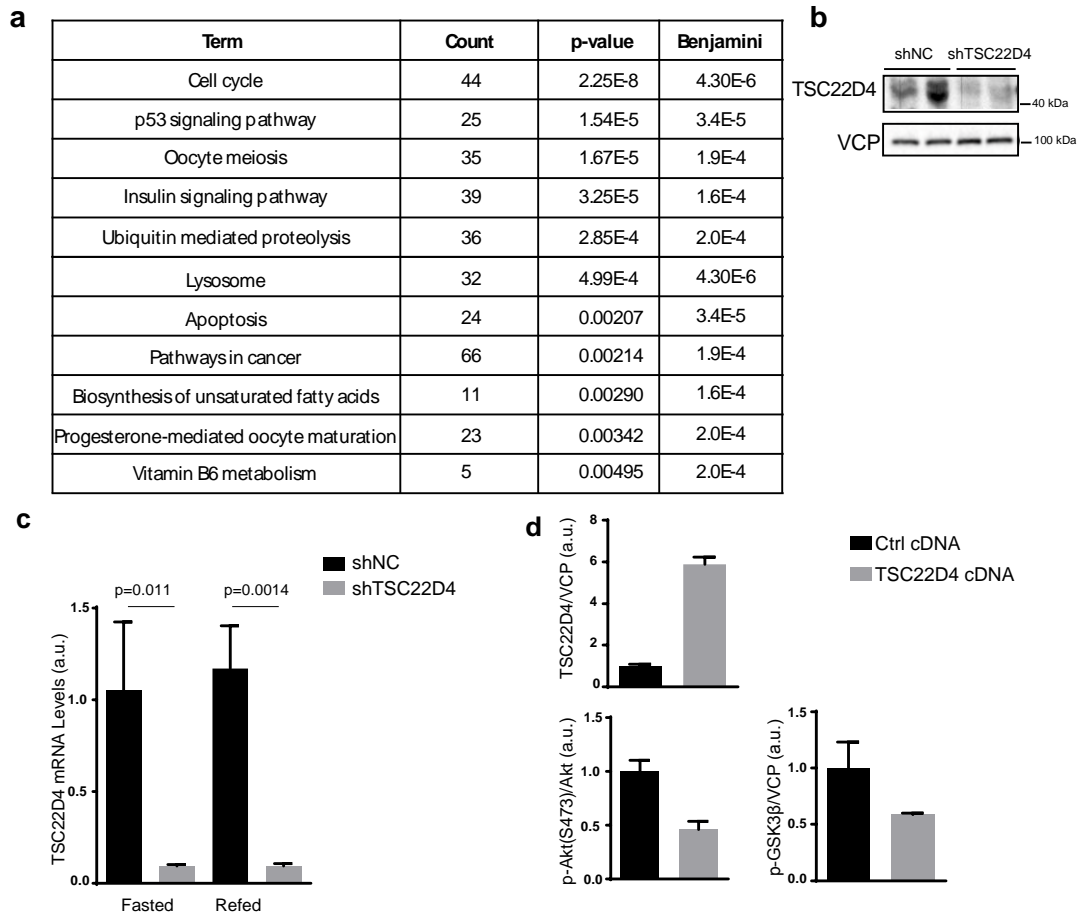 a
Term Count p-value Benjamini
Cell cycle 44 2.25E-8 4.30E-6
p53 signaling pathway 25 1.54E-5 3.4E-5
Oocyte meiosis 35 1.67E-5 1.9E-4
Insulin signaling pathway 39 3.25E-5 1.6E-4
Ubiquitin mediated proteolysis 36 2.85E-4 2.0E-4
Lysosome 32 4.99E-4 4.30E-6
Apoptosis 24 0.00207 3.4E-5
Pathways in cancer 66 0.00214 1.9E-4
Biosynthesis of unsaturated fatty acids 11 0.00290 1.6E-4
Progesterone-mediated oocyte maturation 23 0.00342 2.0E-4
Vitamin B6 metabolism 5 0.00495 2.0E-4
b
shNC shTSC22D4
TSC22D4
40 kDa
VCP
100 kDa
c
shNC
shTSC22D4
p=0.011 p=0.0014
TSC22D4 mRNA Levels (a.u.)
1.5
1.0
0.5
0.0
Fasted Refed
d
Ctrl cDNA
TSC22D4 cDNA
TSC22D4/VCP (a.u.)
8
6
4
2
0
p-Akt(S473)/Akt (a.u.)
1.5
1.0
0.5
0.0
p-GSK3β/VCP (a.u.)
1.5
1.0
0.5
0.0